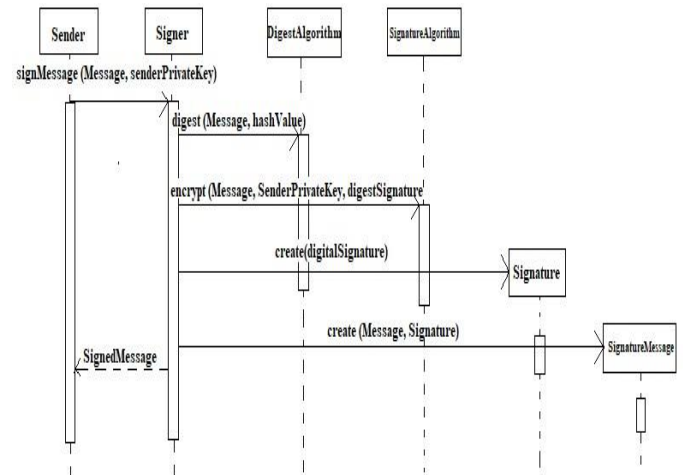 Sender
Signer
DigestAlgorithm
SignatureAlgorithm
signMessage (Message, senderPrivateKey)
digest (Message, hashValue)
encrypt (Message, SenderPrivateKey, digestSignature
create(digitalSignature)
Signature
create (Message, Signature)
SignatureMessage
SignedMessage